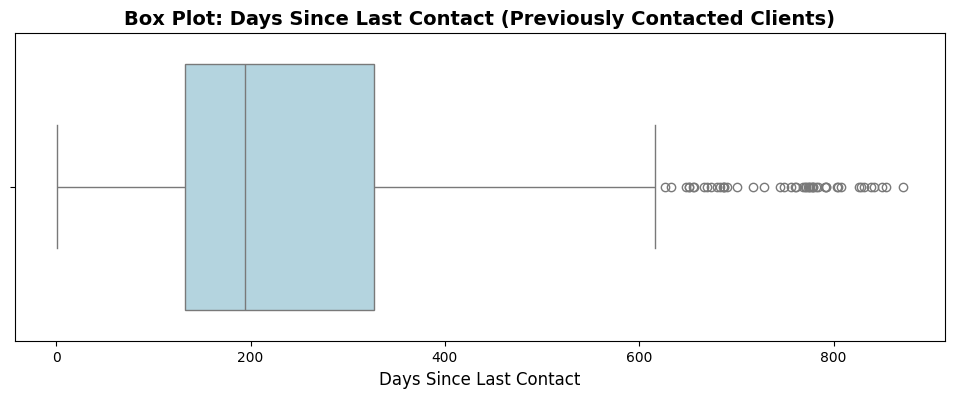 Box Plot: Days Since Last Contact (Previously Contacted Clients)
0 200 400 600 800
Days Since Last Contact